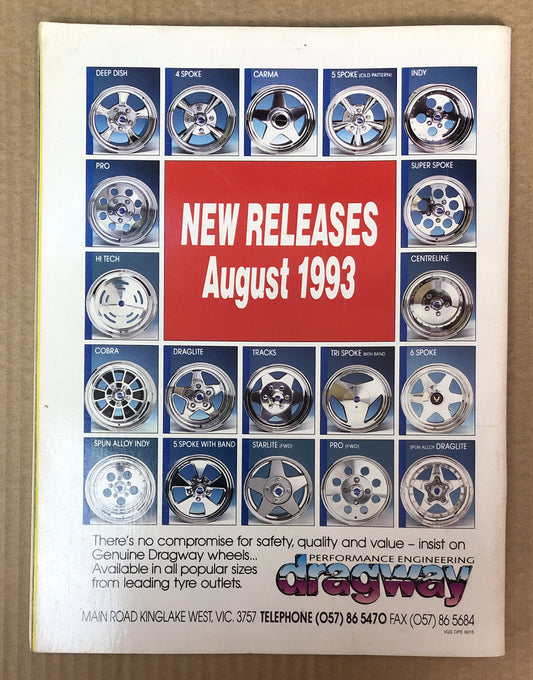 DEEP DISH
4 SPOKE
CARMA
5 SPOKE (OLD PATTERN)
INDY
PRO
SUPER SPOKE
NEW RELEASES
August 1993
HI TECH
CENTRELINE
COBRA
DRAGLITE
TRACKS
TRI SPOKE WITH BAND
6 SPOKE
SPUN ALLOY INDY
5 SPOKE WITH BAND
STARLITE (FWD)
PRO (FWD)
SPUN ALLOY DRAGLITE
There's no compromise for safety, quality and value – insist on
Genuine Dragway wheels...
Available in all popular sizes
from leading tyre outlets.
PERFORMANCE ENGINEERING
dragway
MAIN ROAD KINGLAKE WEST, VIC. 3757 TELEPHONE (057) 86 5470 FAX (057) 86 5684
VGS DPE 6015